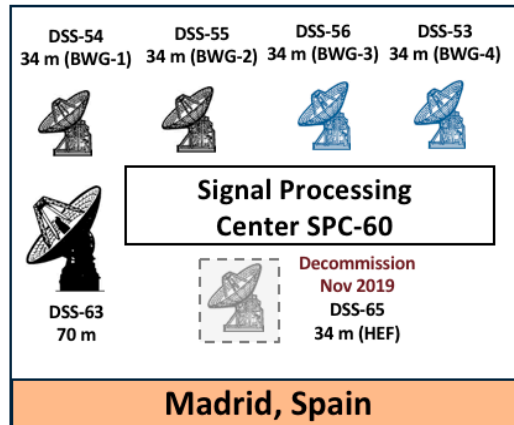 DSS-54
34 m (BWG-1)
DSS-55
34 m (BWG-2)
DSS-56
34 m (BWG-3)
DSS-53
34 m (BWG-4)
Signal Processing
Center SPC-60
DSS-63
70 m
Decommission
Nov 2019
DSS-65
34 m (HEF)
Madrid, Spain